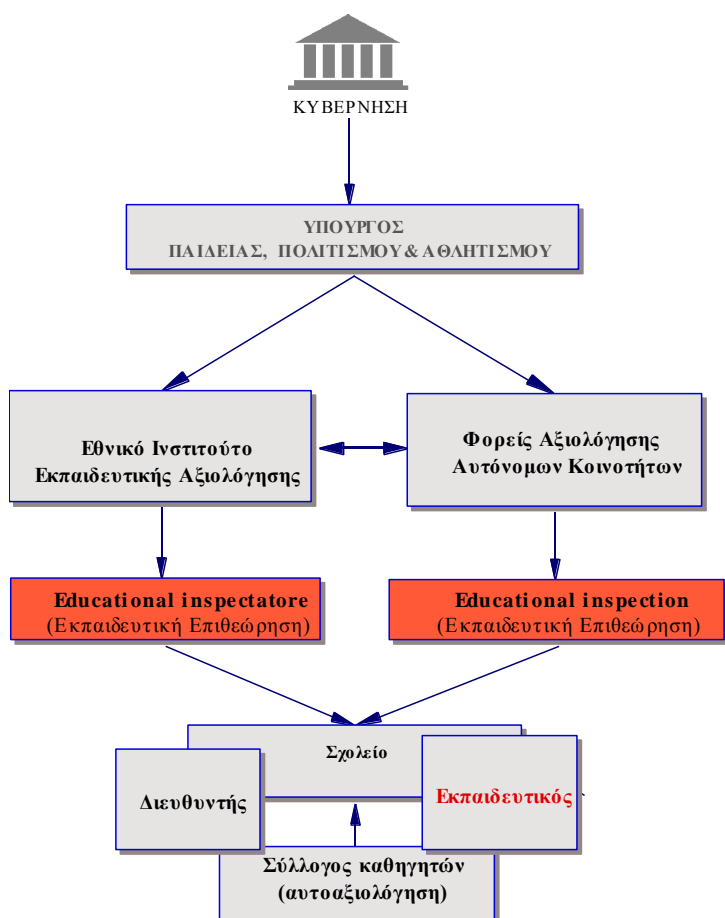 ΚΥΒΕΡΝΗΣΗ
ΥΠΟΥΡΓΟΣ
ΠΑΙΔΕΙΑΣ, ΠΟΛΙΤΙΣΜΟΥ & ΑΘΛΗΤΙΣΜΟΥ
Εθνικό Ινστιτούτο
Εκπαιδευτικής Αξιολόγησης
Φορείς Αξιολόγησης
Αυτόνομων Κοινοτήτων
Educational inspectatore
(Εκπαιδευτική Επιθεώρηση)
Educational inspection
(Εκπαιδευτική Επιθεώρηση)
Σχολείο
Διευθυντής
Εκπαιδευτικός
Σύλλογος καθηγητών
(αυτοαξιολόγηση)